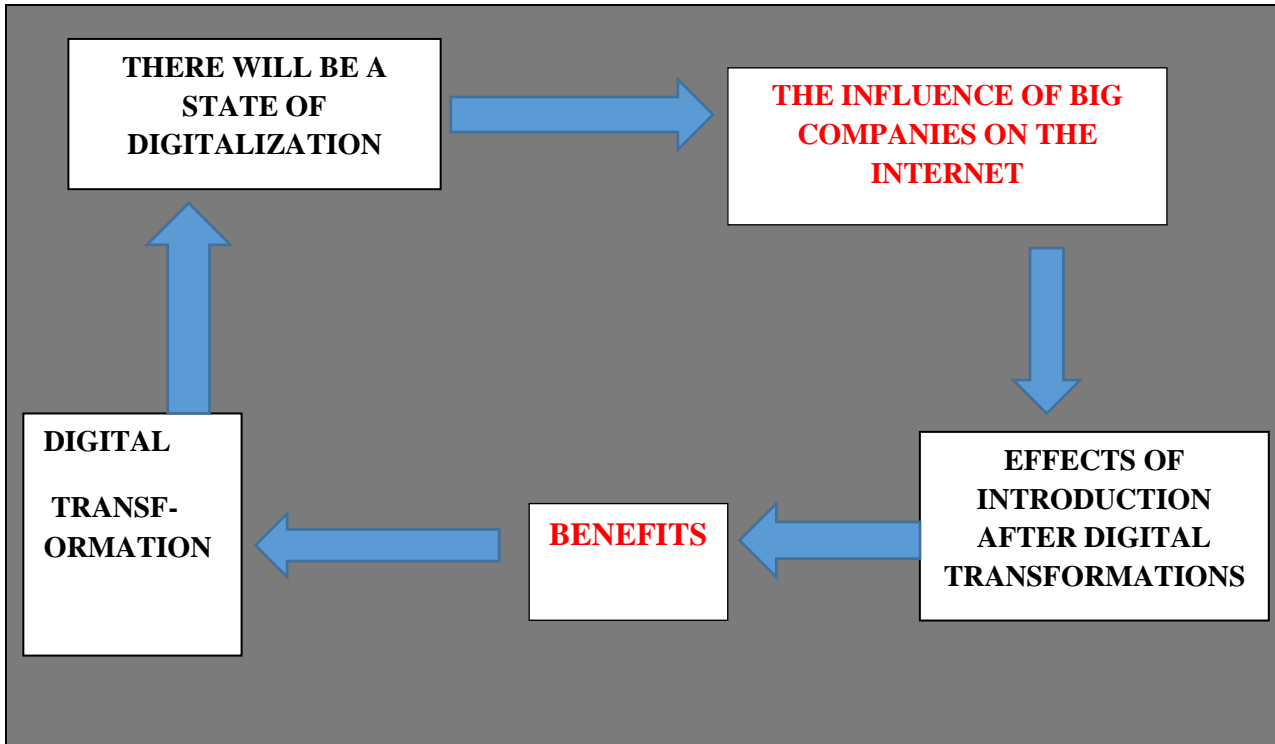 THERE WILL BE A
STATE OF
DIGITALIZATION
THE INFLUENCE OF BIG
COMPANIES ON THE
INTERNET
DIGITAL
TRANSF-
ORMATION
BENEFITS
EFFECTS OF
INTRODUCTION
AFTER DIGITAL
TRANSFORMATIONS